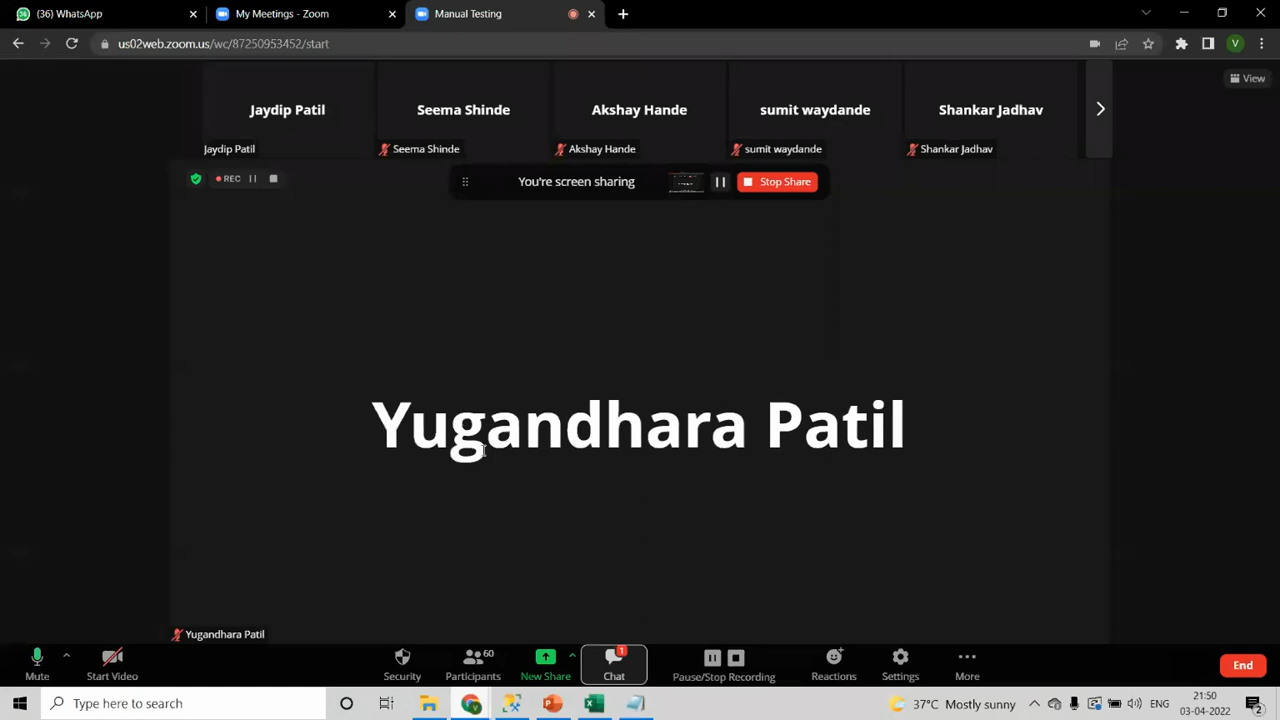 (36) WhatsApp
My Meetings - Zoom
Manual Testing
us02web.zoom.us/wc/87250953452/start
V
View
Jaydip Patil
Seema Shinde
Akshay Hande
sumit waydande
Shankar Jadhav
Jaydip Patil
Seema Shinde
Akshay Hande
sumit waydande
Shankar Jadhav
REC
You're screen sharing
Stop Share
Yugandhara Patil
Yugandhara Patil
Mute
Start Video
Security
60
Participants
New Share
1
Chat
Pause/Stop Recording
Reactions
Settings
More
End
Type here to search
37°C Mostly sunny
ENG
21:50
03-04-2022
2